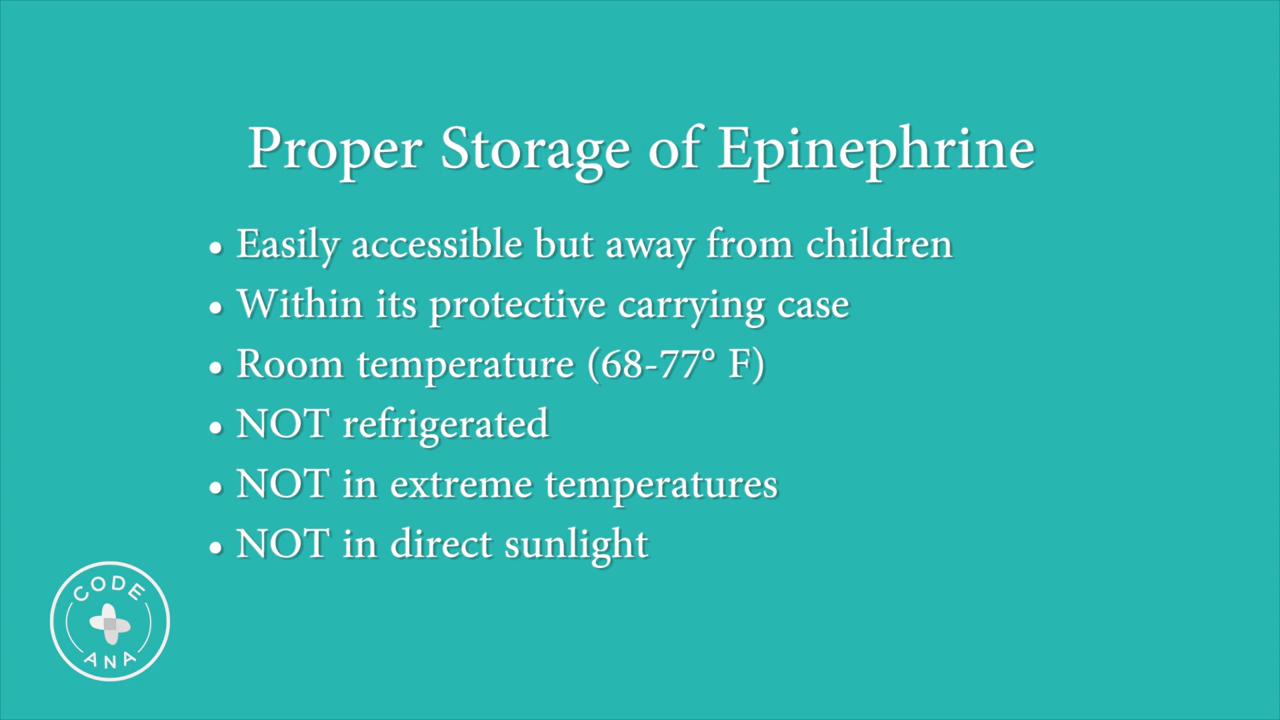 Proper Storage of Epinephrine
• Easily accessible but away from children
• Within its protective carrying case
• Room temperature (68-77° F)
• NOT refrigerated
• NOT in extreme temperatures
• NOT in direct sunlight
CODE
ANA